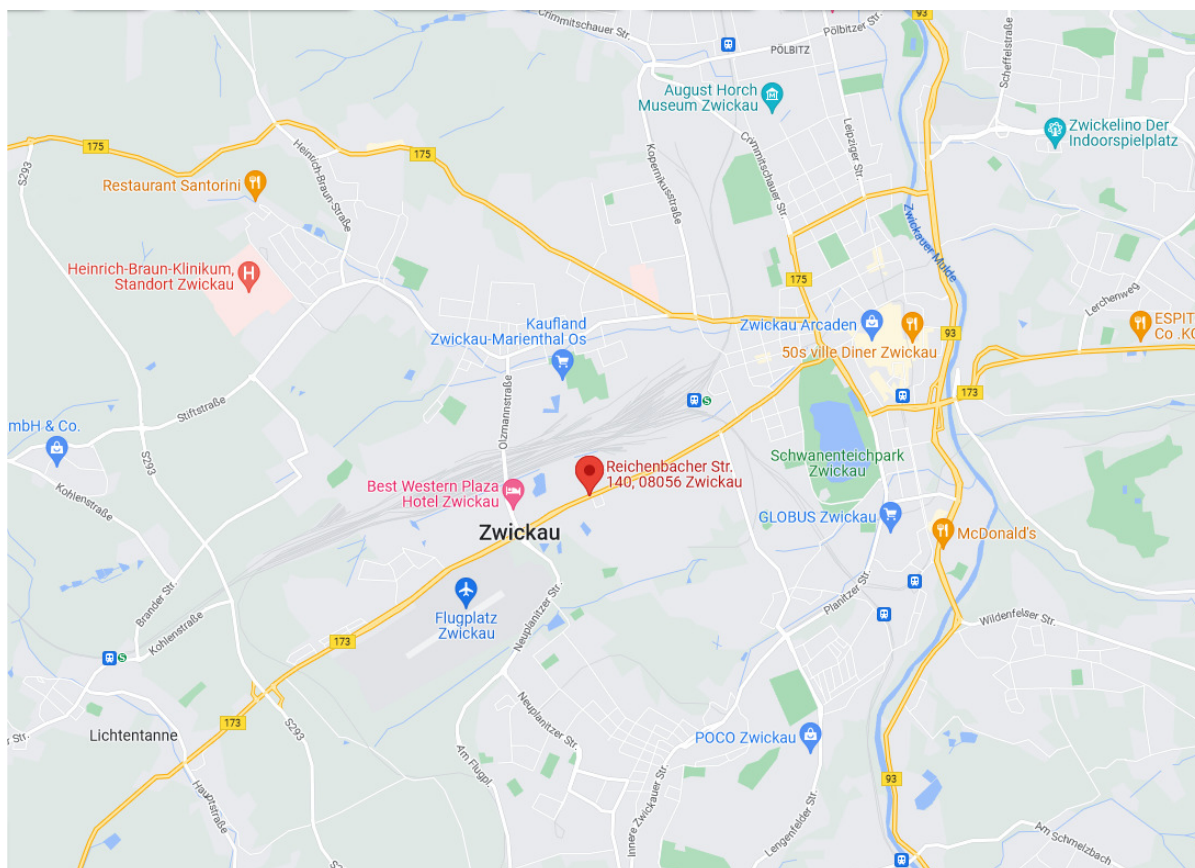 Crimmitschauer Str.
PÖLBITZ
Pölbitzer Str.
93
Scheffelstraße
August Horch
Museum Zwickau
Zwickelino Der
Indoorspielplatz
S293
175
175
Heinrich-Braun-Straße
Kopernikusstraße
Crimmitschauer Str.
Leipziger Str.
Restaurant Santorini
Zwickauer Mulde
Heinrich-Braun-Klinikum,
Standort Zwickau
175
Lerchenweg
Kaufland
Zwickau-Marienthal Os
Zwickau Arcaden
93
ESPIT
Co .KG
50s ville Diner Zwickau
Olzmannstraße
173
Stiftstraße
mbH & Co.
S293
Schwanenteichpark
Zwickau
Reichenbacher Str.
140, 08056 Zwickau
Best Western Plaza
Hotel Zwickau
Kohlenstraße
GLOBUS Zwickau
McDonald's
Zwickau
Brander Str.
Kohlenstraße
Flugplatz
Zwickau
Neuplanitzer Str.
Planitzer Str.
Wildenfelser Str.
173
173
S293
Neuplanitzer Str.
Lichtentanne
POCO Zwickau
Am Flugpl.
Hauptstraße
93
Innere Zwickauer Str.
Lengenfelder Str.
Am Schmelzbach